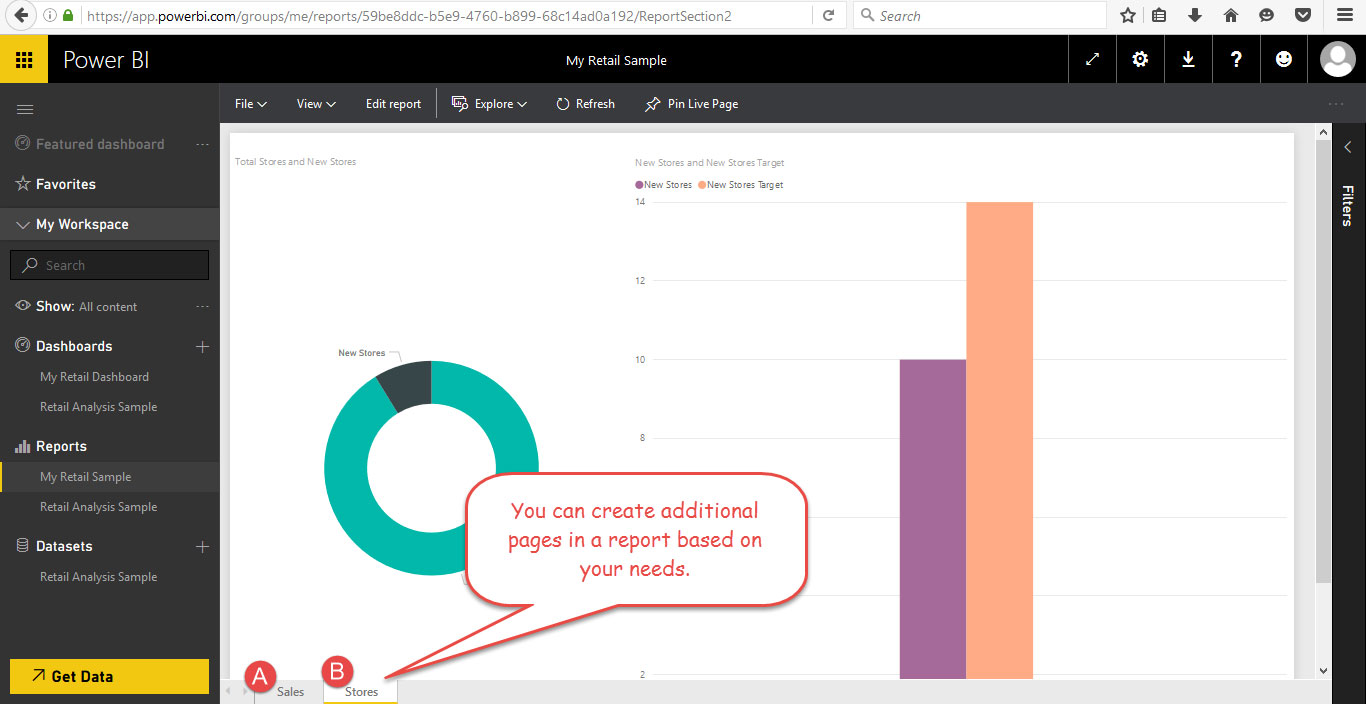 https://app.powerbi.com/groups/me/reports/59be8ddc-b5e9-4760-b899-68c14ad0a192/ReportSection2
Search
Power BI
My Retail Sample
File
View
Edit report
Explore
Refresh
Pin Live Page
Featured dashboard
Favorites
My Workspace
Search
Show: All content
Dashboards
My Retail Dashboard
Retail Analysis Sample
Reports
My Retail Sample
Retail Analysis Sample
Datasets
Retail Analysis Sample
Get Data
Total Stores and New Stores
New Stores
New Stores and New Stores Target
New Stores New Stores Target
14
12
10
8
2
You can create additional
pages in a report based on
your needs.
A
Sales
B
Stores
Filters